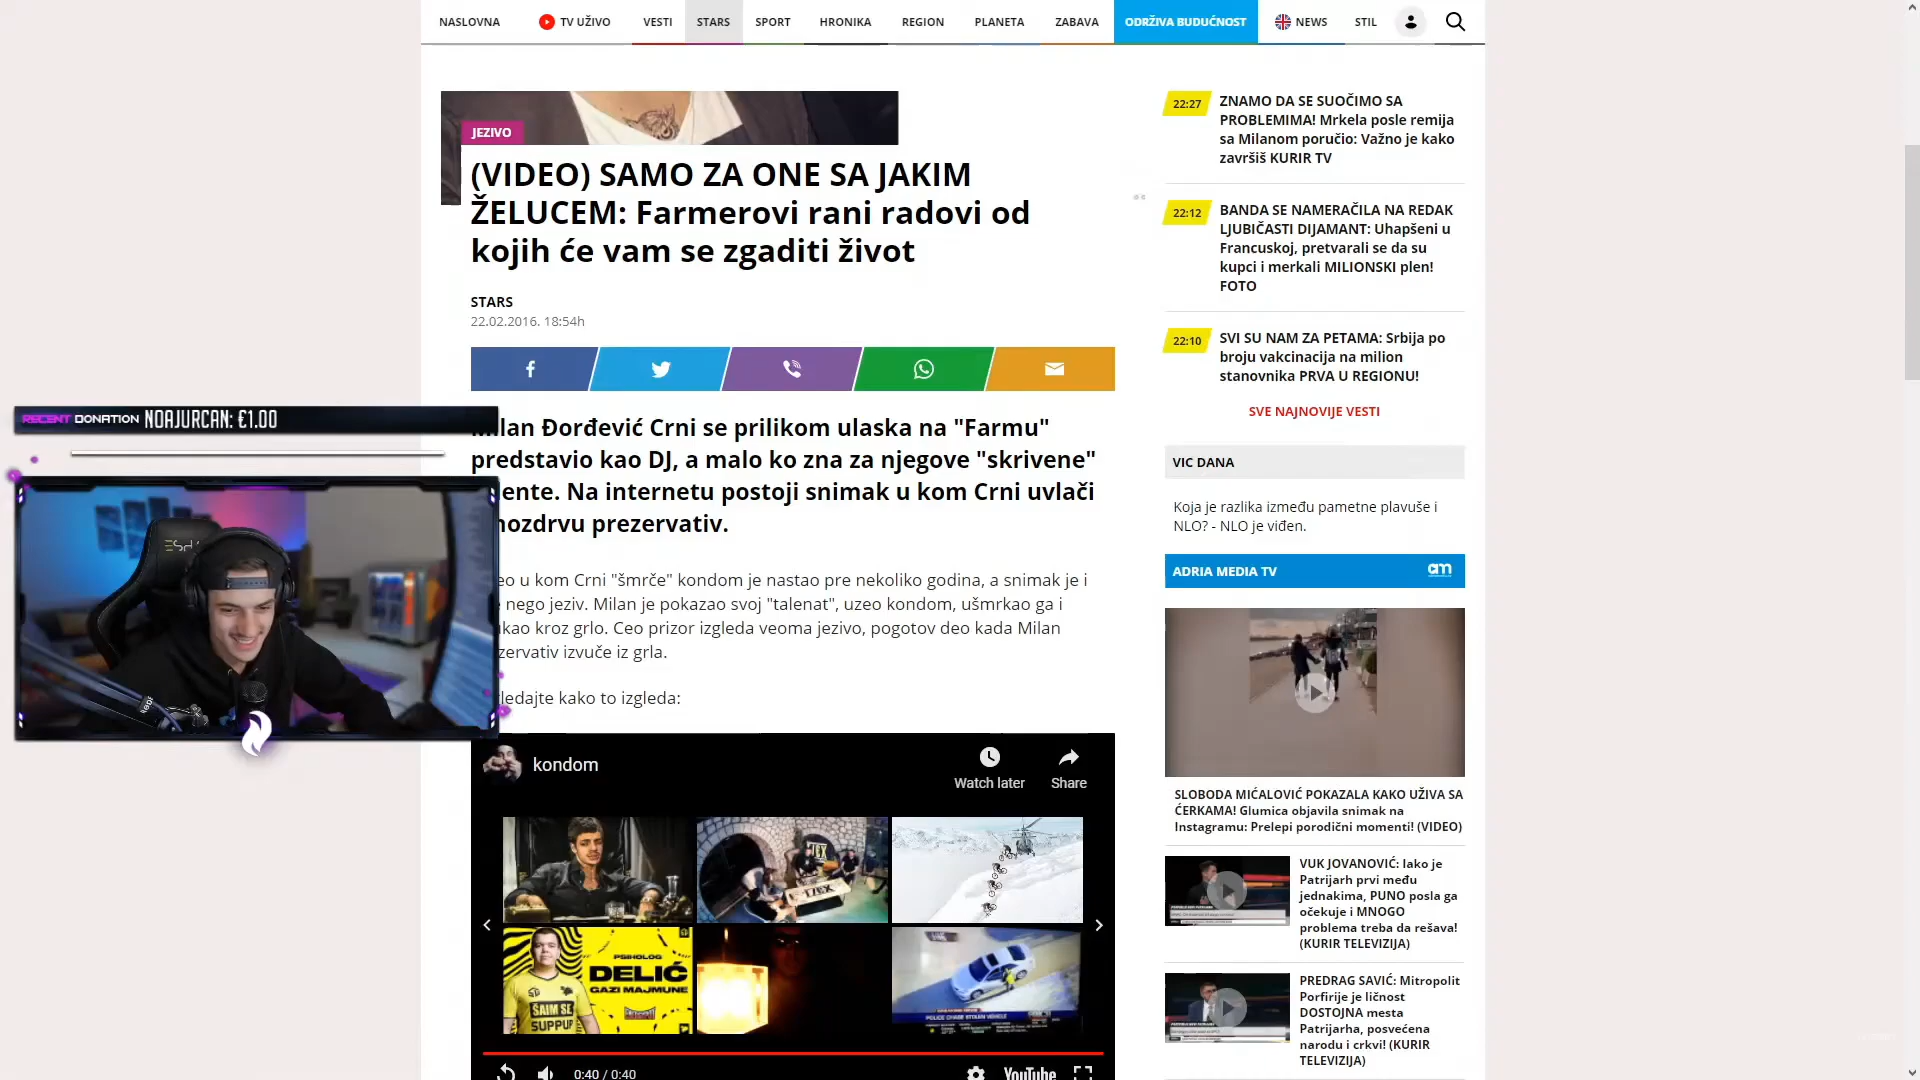 NASLOVNA
TV UŽIVO
VESTI
STARS
SPORT
HRONIKA
REGION
PLANETA
ZABAVA
ODRŽIVA BUDUĆNOST
NEWS
STIL
JEZIVO
(VIDEO) SAMO ZA ONE SA JAKIM
ŽELUCEM: Farmerovi rani radovi od
kojih će vam se zgaditi život
STARS
22.02.2016. 18:54h
RECENT DONATION NOAJURCAN: €1.00
lan Đorđević Crni se prilikom ulaska na "Farmu"
predstavio kao DJ, a malo ko zna za njegove "skrivene"
ente. Na internetu postoji snimak u kom Crni uvlači
nozdrvu prezervativ.
eo u kom Crni "šmrče" kondom je nastao pre nekoliko godina, a snimak je i
nego jeziv. Milan je pokazao svoj "talenat", uzeo kondom, ušmrkao ga i
kao kroz grlo. Ceo prizor izgleda veoma jezivo, pogotov deo kada Milan
zervativ izvuče iz grla.
ledajte kako to izgleda:
kondom
Watch later
Share
PSIHOLOG
DELIĆ
GAZI MAJMUNE
ŠAIM SE
SUPPUP
POLICE CHASE STOLEN VEHICLE
0:40 / 0:40
YouTube
22:27
ZNAMO DA SE SUOČIMO SA
PROBLEMIMA! Mrkela posle remija
sa Milanom poručio: Važno je kako
završiš KURIR TV
22:12
BANDA SE NAMERAČILA NA REDAK
LJUBIČASTI DIJAMANT: Uhapšeni u
Francuskoj, pretvarali se da su
kupci i merkali MILIONSKI plen!
FOTO
22:10
SVI SU NAM ZA PETAMA: Srbija po
broju vakcinacija na milion
stanovnika PRVA U REGIONU!
SVE NAJNOVIJE VESTI
VIC DANA
Koja je razlika između pametne plavuše i
NLO? - NLO je viđen.
ADRIA MEDIA TV
am
SLOBODA MIĆALOVIĆ POKAZALA KAKO UŽIVA SA
ĆERKAMA! Glumica objavila snimak na
Instagramu: Prelepi porodični momenti! (VIDEO)
VUK JOVANOVIĆ: Iako je
Patrijarh prvi među
jednakima, PUNO posla ga
očekuje i MNOGO
problema treba da rešava!
(KURIR TELEVIZIJA)
PREDRAG SAVIĆ: Mitropolit
Porfirije je ličnost
DOSTOJNA mesta
Patrijarha, posvećena
narodu i crkvi! (KURIR
TELEVIZIJA)